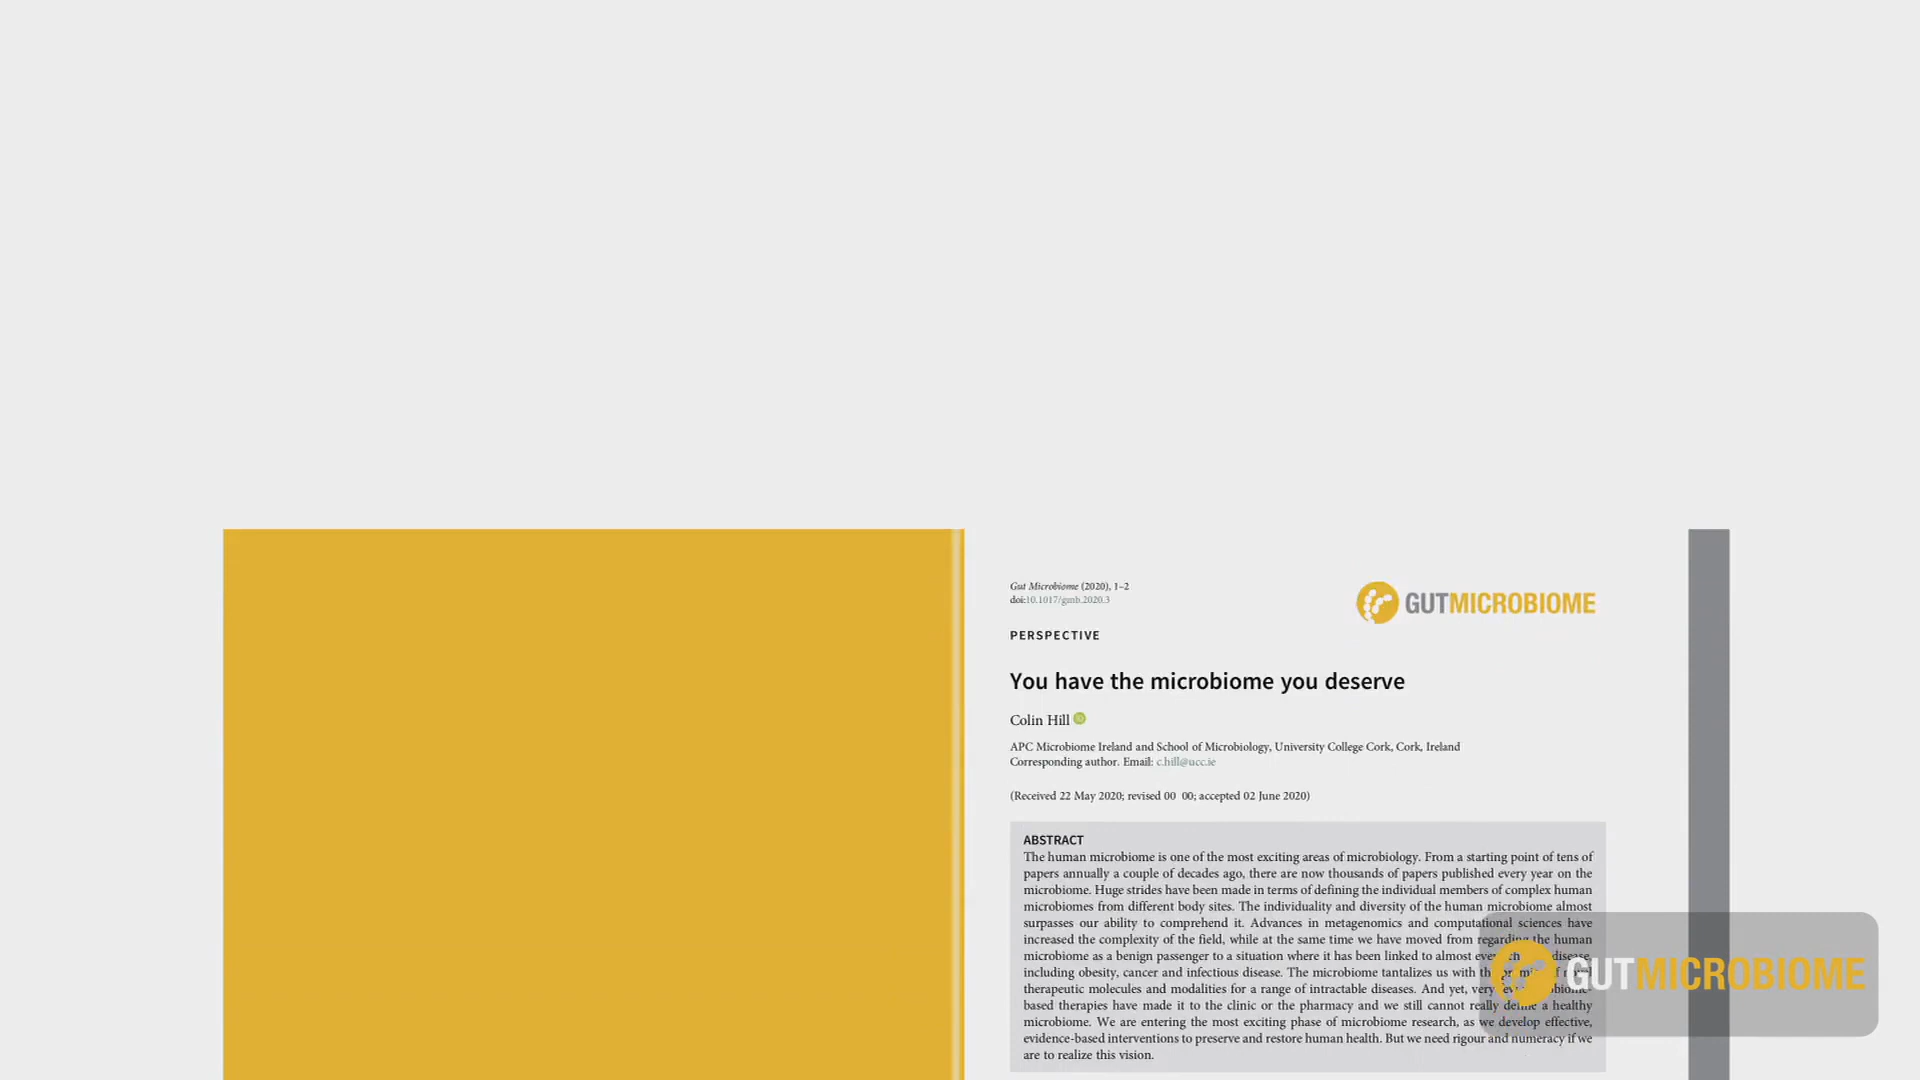 Gut Microbiome (2020), 1–2
doi:10.1017/gmb.2020.3
GUTMICROBIOME
PERSPECTIVE
You have the microbiome you deserve
Colin Hill
APC Microbiome Ireland and School of Microbiology, University College Cork, Cork, Ireland
Corresponding author. Email: c.hill@ucc.ie
(Received 22 May 2020; revised 00 00; accepted 02 June 2020)
ABSTRACT
The human microbiome is one of the most exciting areas of microbiology. From a starting point of tens of
papers annually a couple of decades ago, there are now thousands of papers published every year on the
microbiome. Huge strides have been made in terms of defining the individual members of complex human
microbiomes from different body sites. The individuality and diversity of the human microbiome almost
surpasses our ability to comprehend it. Advances in metagenomics and computational sciences have
increased the complexity of the field, while at the same time we have moved from regarding the human
microbiome as a benign passenger to a situation where it has been linked to almost disease,
including obesity, cancer and infectious disease. The microbiome tantalizes us with
therapeutic molecules and modalities for a range of intractable diseases. And yet, very
based therapies have made it to the clinic or the pharmacy and we still cannot really define a healthy
microbiome. We are entering the most exciting phase of microbiome research, as we develop effective,
evidence-based interventions to preserve and restore human health. But we need rigour and numeracy if we
are to realize this vision.
GUTMICROBIOME